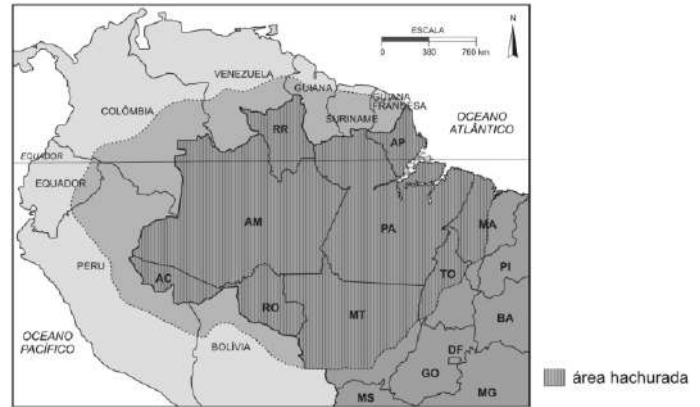 ESCALA
0 380 760 km
N
VENEZUELA
GUIANA
GUIANA
FRANCESA
COLÔMBIA
SURINAME
OCEANO
ATLÂNTICO
RR
AP
EQUADOR
EQUADOR
AM
PA
MA
PERU
AC
TO
PI
RO
MT
BA
OCEANO
PACÍFICO
BOLÍVIA
DF
GO
MS
MG
área hachurada